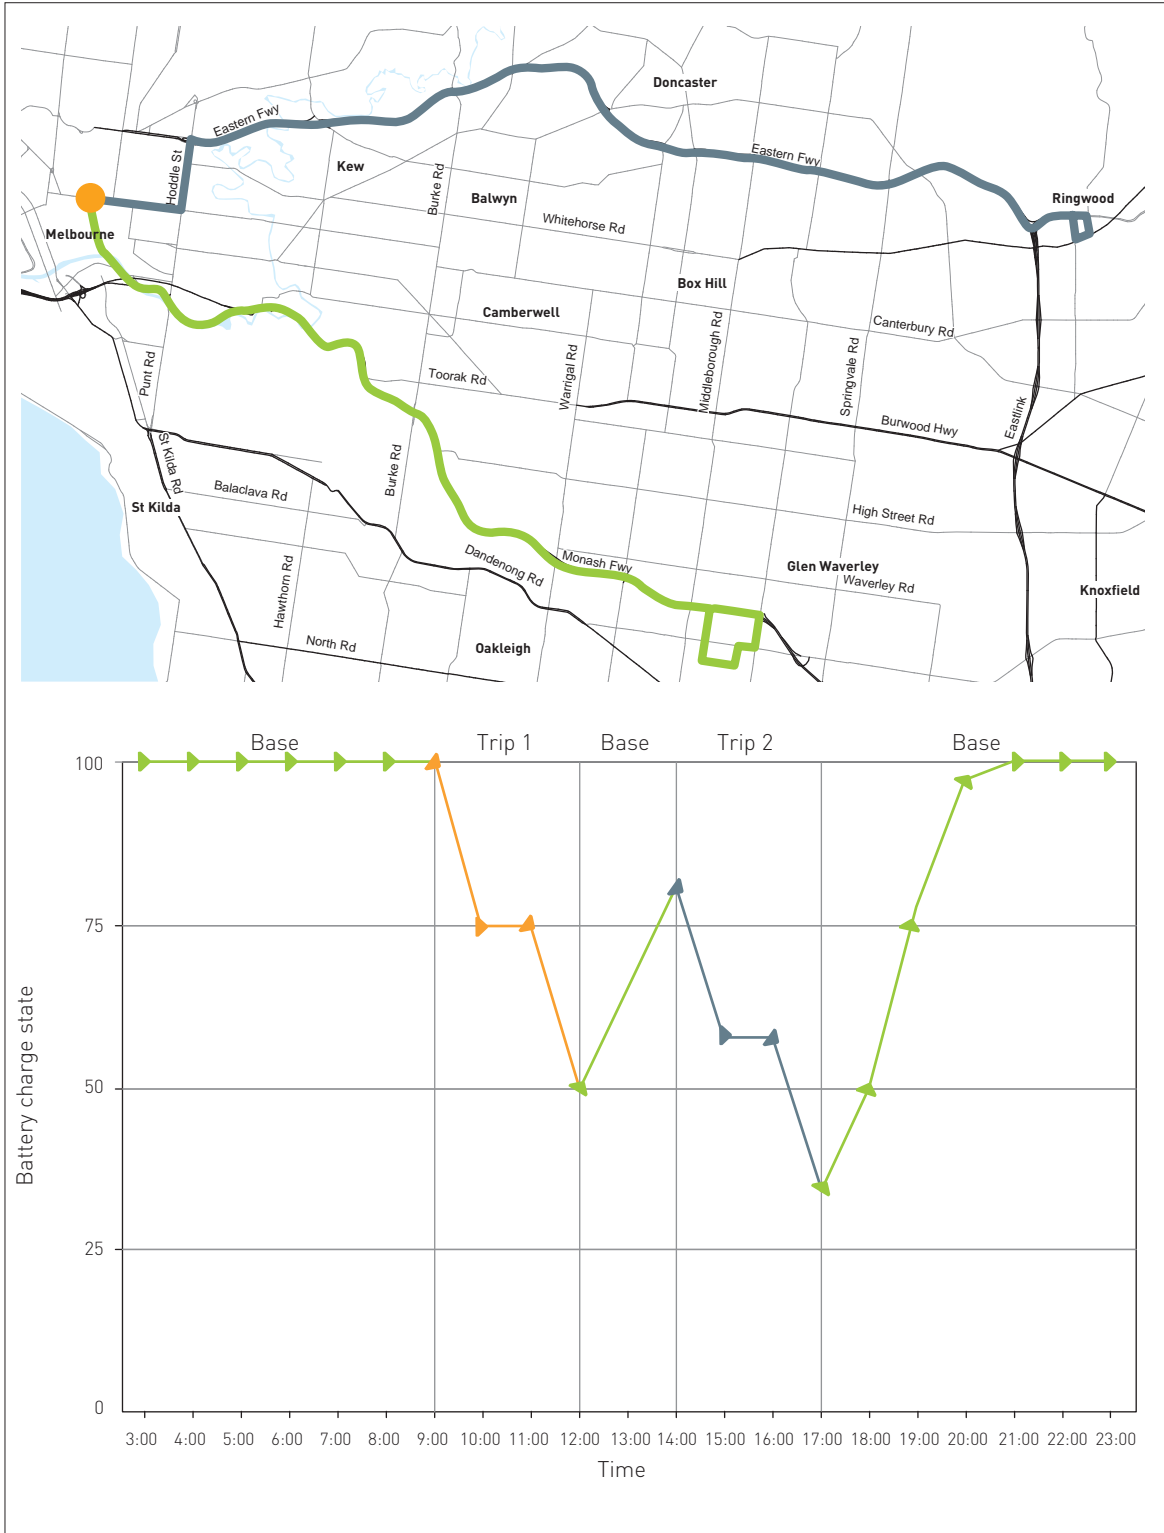 Doncaster
Eastern Fwy
Hoddle St
Kew
Eastern Fwy
Burke Rd
Balwyn
Ringwood
Whitehorse Rd
Melbourne
Box Hill
Camberwell
Canterbury Rd
Punt Rd
Toorak Rd
Warrigal Rd
Middleborough Rd
Springvale Rd
Eastlink
Burwood Hwy
St Kilda Rd
Burke Rd
Balaclava Rd
St Kilda
High Street Rd
Hawthorn Rd
Dandenong Rd
Monash Fwy
Glen Waverley
Waverley Rd
Knoxfield
North Rd
Oakleigh
Base Trip 1 Base Trip 2 Base
100
75
50
25
0
Battery charge state
3:00 4:00 5:00 6:00 7:00 8:00 9:00 10:00 11:00 12:00 13:00 14:00 15:00 16:00 17:00 18:00 19:00 20:00 21:00 22:00 23:00
Time